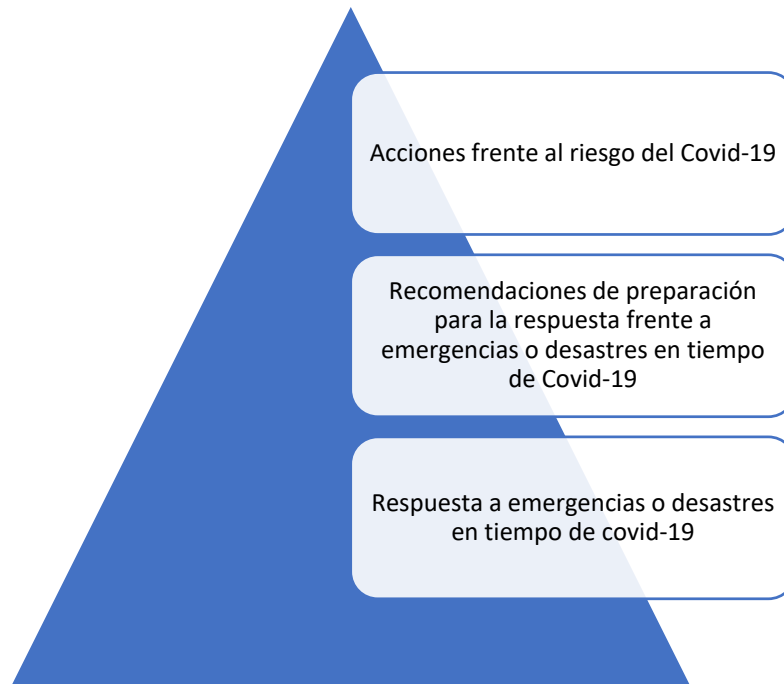 Acciones frente al riesgo del Covid-19
Recomendaciones de preparación
para la respuesta frente a
emergencias o desastres en tiempo
de Covid-19
Respuesta a emergencias o desastres
en tiempo de covid-19